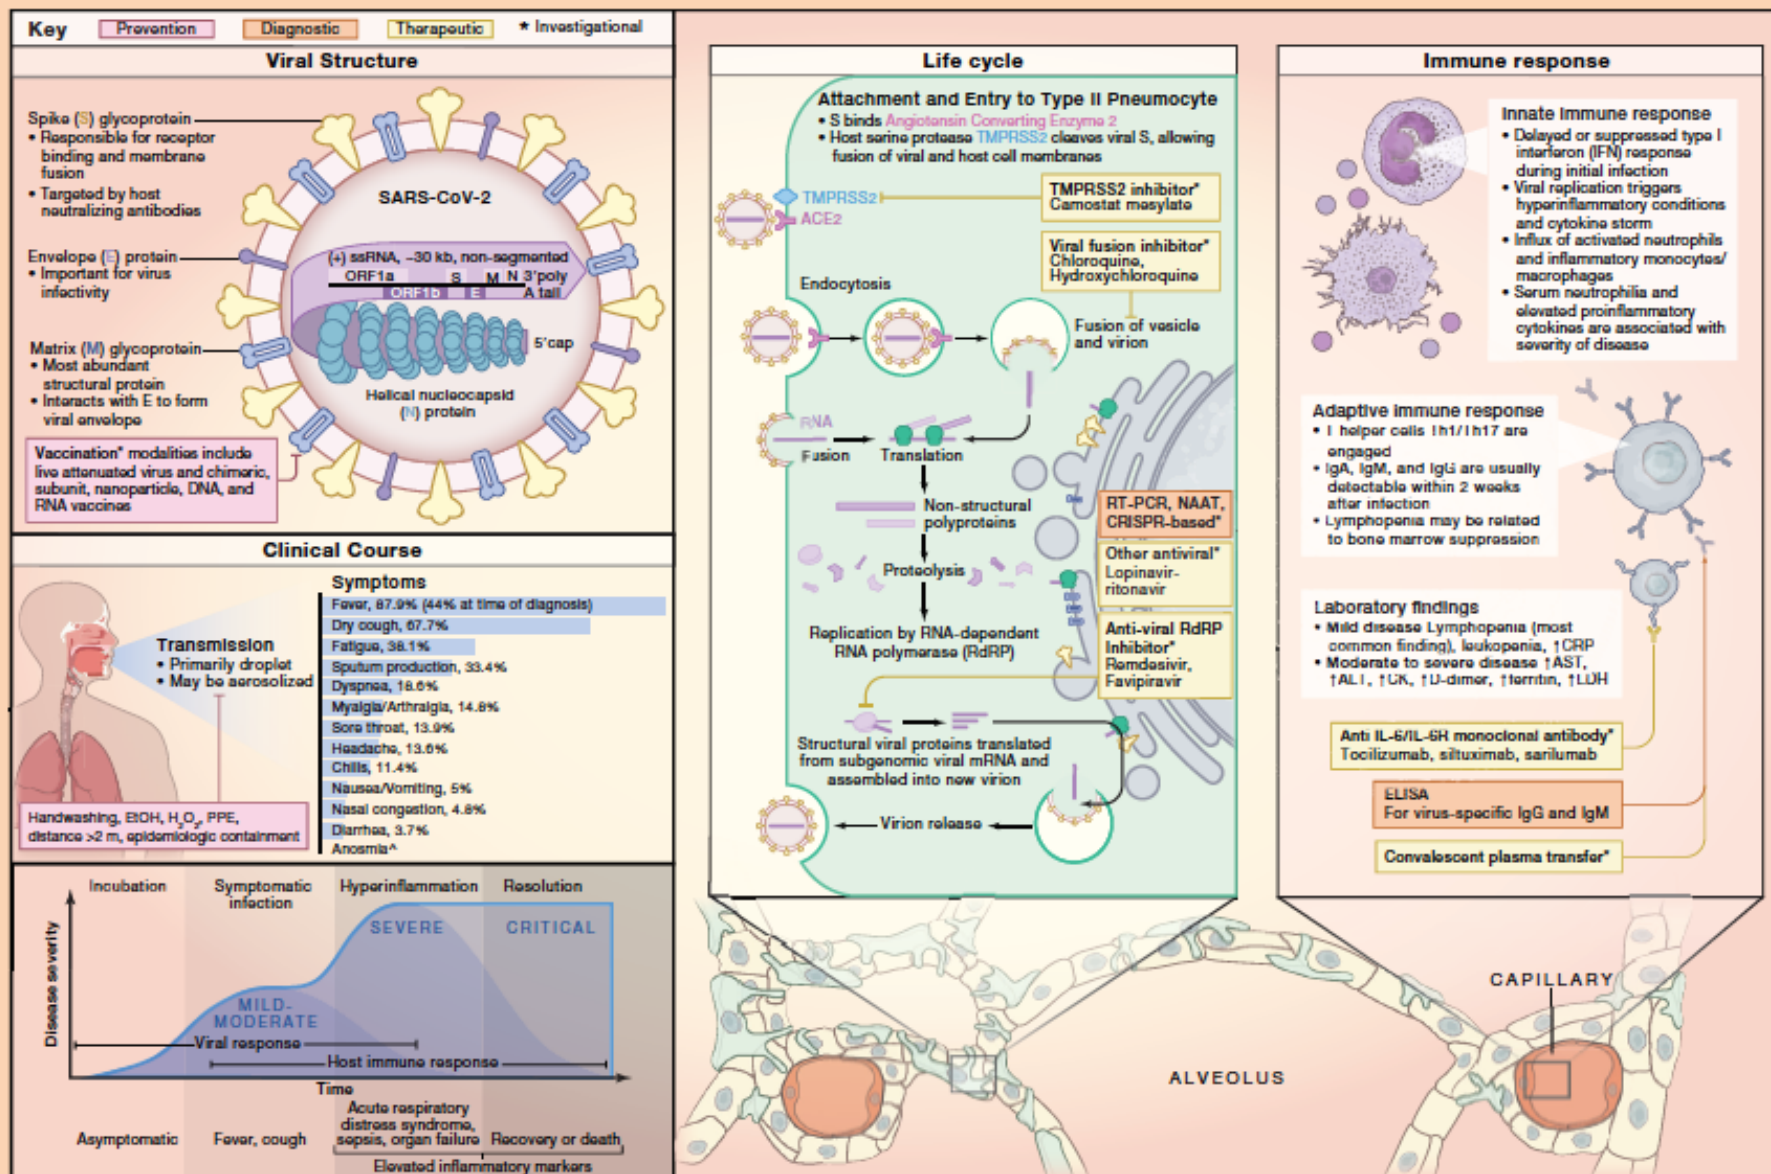 Key
Prevention
Diagnostic
Therapeutic
* Investigational
Viral Structure
Spike (S) glycoprotein
• Responsible for receptor
binding and membrane
fusion
• Targeted by host
neutralizing antibodies
Envelope (E) protein
• Important for virus
infectivity
Matrix (M) glycoprotein
• Most abundant
structural protein
• Interacts with E to form
viral envelope
Vaccination* modalities include
live attenuated virus and chimeric,
subunit, nanoparticle, DNA, and
RNA vaccines
SARS-CoV-2
(+) ssRNA, ~30 kb, non-segmented
ORF1a S M N 3'poly
ORF1b E A tail
5'cap
Helical nucleocapsid
(N) protein
Clinical Course
Transmission
• Primarily droplet
• May be aerosolized
Handwashing, EtOH, H2O2, PPE,
distance >2 m, epidemiologic containment
Symptoms
Fever, 87.9% (44% at time of diagnosis)
Dry cough, 67.7%
Fatigue, 38.1%
Sputum production, 33.4%
Dyspnea, 18.6%
Myalgia/Arthralgia, 14.8%
Sore throat, 13.9%
Headache, 13.6%
Chills, 11.4%
Nausea/Vomiting, 5%
Nasal congestion, 4.8%
Diarrhea, 3.7%
Anosmia^
Incubation
Symptomatic
infection
Hyperinflammation
Resolution
Disease severity
SEVERE
CRITICAL
MILD-
MODERATE
Viral response
Host immune response
Time
Asymptomatic
Fever, cough
Acute respiratory
distress syndrome,
sepsis, organ failure
Recovery or death
Elevated inflammatory markers
Life cycle
Attachment and Entry to Type II Pneumocyte
• S binds Angiotensin Converting Enzyme 2
• Host serine protease TMPRSS2 cleaves viral S, allowing
fusion of viral and host cell membranes
TMPRSS2
ACE2
TMPRSS2 inhibitor*
Camostat mesylate
Viral fusion inhibitor*
Chloroquine,
Hydroxychloroquine
Endocytosis
Fusion of vesicle
and virion
RNA
Fusion
Translation
Non-structural
polyproteins
Proteolysis
Replication by RNA-dependent
RNA polymerase (RdRP)
RT-PCR, NAAT,
CRISPR-based*
Other antiviral*
Lopinavir-
ritonavir
Anti-viral RdRP
Inhibitor*
Remdesivir,
Favipiravir
Structural viral proteins translated
from subgenomic viral mRNA and
assembled into new virion
Virion release
Immune response
Innate immune response
• Delayed or suppressed type I
interferon (IFN) response
during initial infection
• Viral replication triggers
hyperinflammatory conditions
and cytokine storm
• Influx of activated neutrophils
and inflammatory monocytes/
macrophages
• Serum neutrophilia and
elevated proinflammatory
cytokines are associated with
severity of disease
Adaptive immune response
• T helper cells Th1/Th17 are
engaged
• IgA, IgM, and IgG are usually
detectable within 2 weeks
after infection
• Lymphopenia may be related
to bone marrow suppression
Laboratory findings
• Mild disease Lymphopenia (most
common finding), leukopenia, ↑CRP
• Moderate to severe disease ↑AST,
↑ALT, ↑CK, ↑D-dimer, ↑ferritin, ↑LDH
Anti IL-6/IL-6R monoclonal antibody*
Tocilizumab, siltuximab, sarilumab
ELISA
For virus-specific IgG and IgM
Convalescent plasma transfer*
CAPILLARY
ALVEOLUS